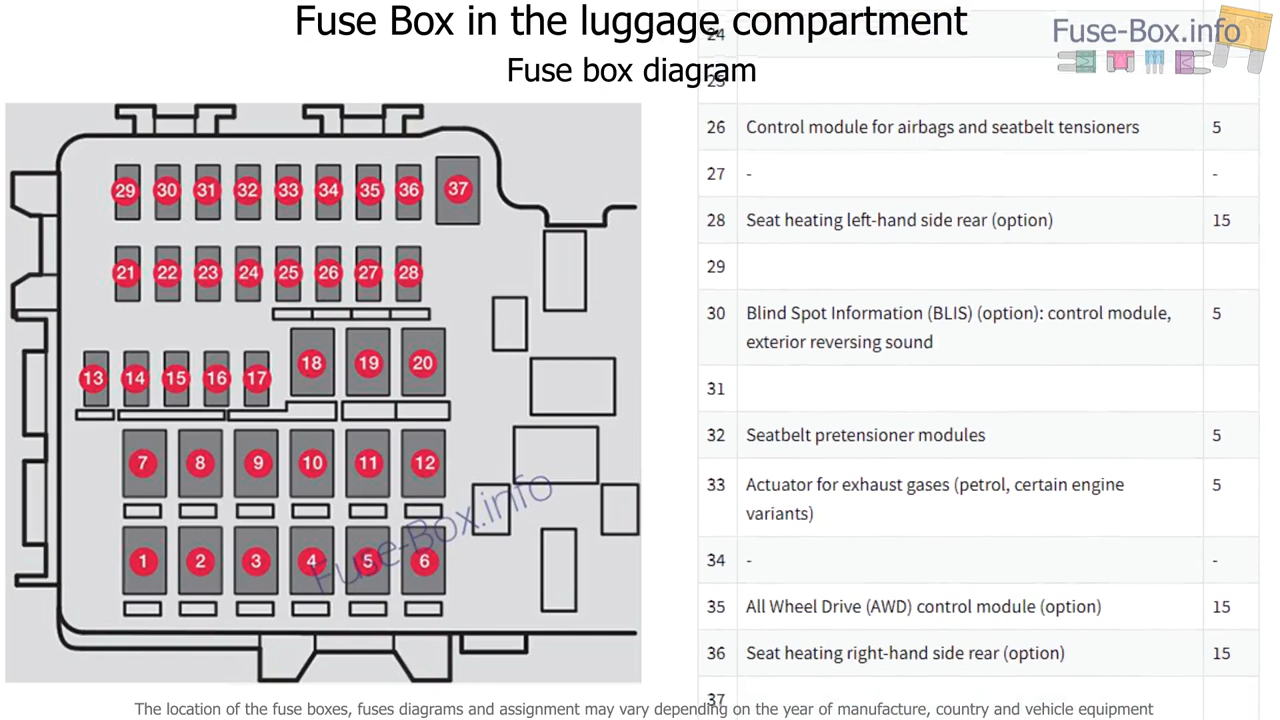 Fuse Box in the luggage compartment
Fuse box diagram
Fuse-Box.info
29 30 31 32 33 34 35 36 37
21 22 23 24 25 26 27 28
18 19 20
13 14 15 16 17
7 8 9 10 11 12
1 2 3 4 5 6
Fuse-Box.info
24
25
26 Control module for airbags and seatbelt tensioners 5
27 - -
28 Seat heating left-hand side rear (option) 15
29
30 Blind Spot Information (BLIS) (option): control module, 5
exterior reversing sound
31
32 Seatbelt pretensioner modules 5
33 Actuator for exhaust gases (petrol, certain engine 5
variants)
34 - -
35 All Wheel Drive (AWD) control module (option) 15
36 Seat heating right-hand side rear (option) 15
37
The location of the fuse boxes, fuses diagrams and assignment may vary depending on the year of manufacture, country and vehicle equipment